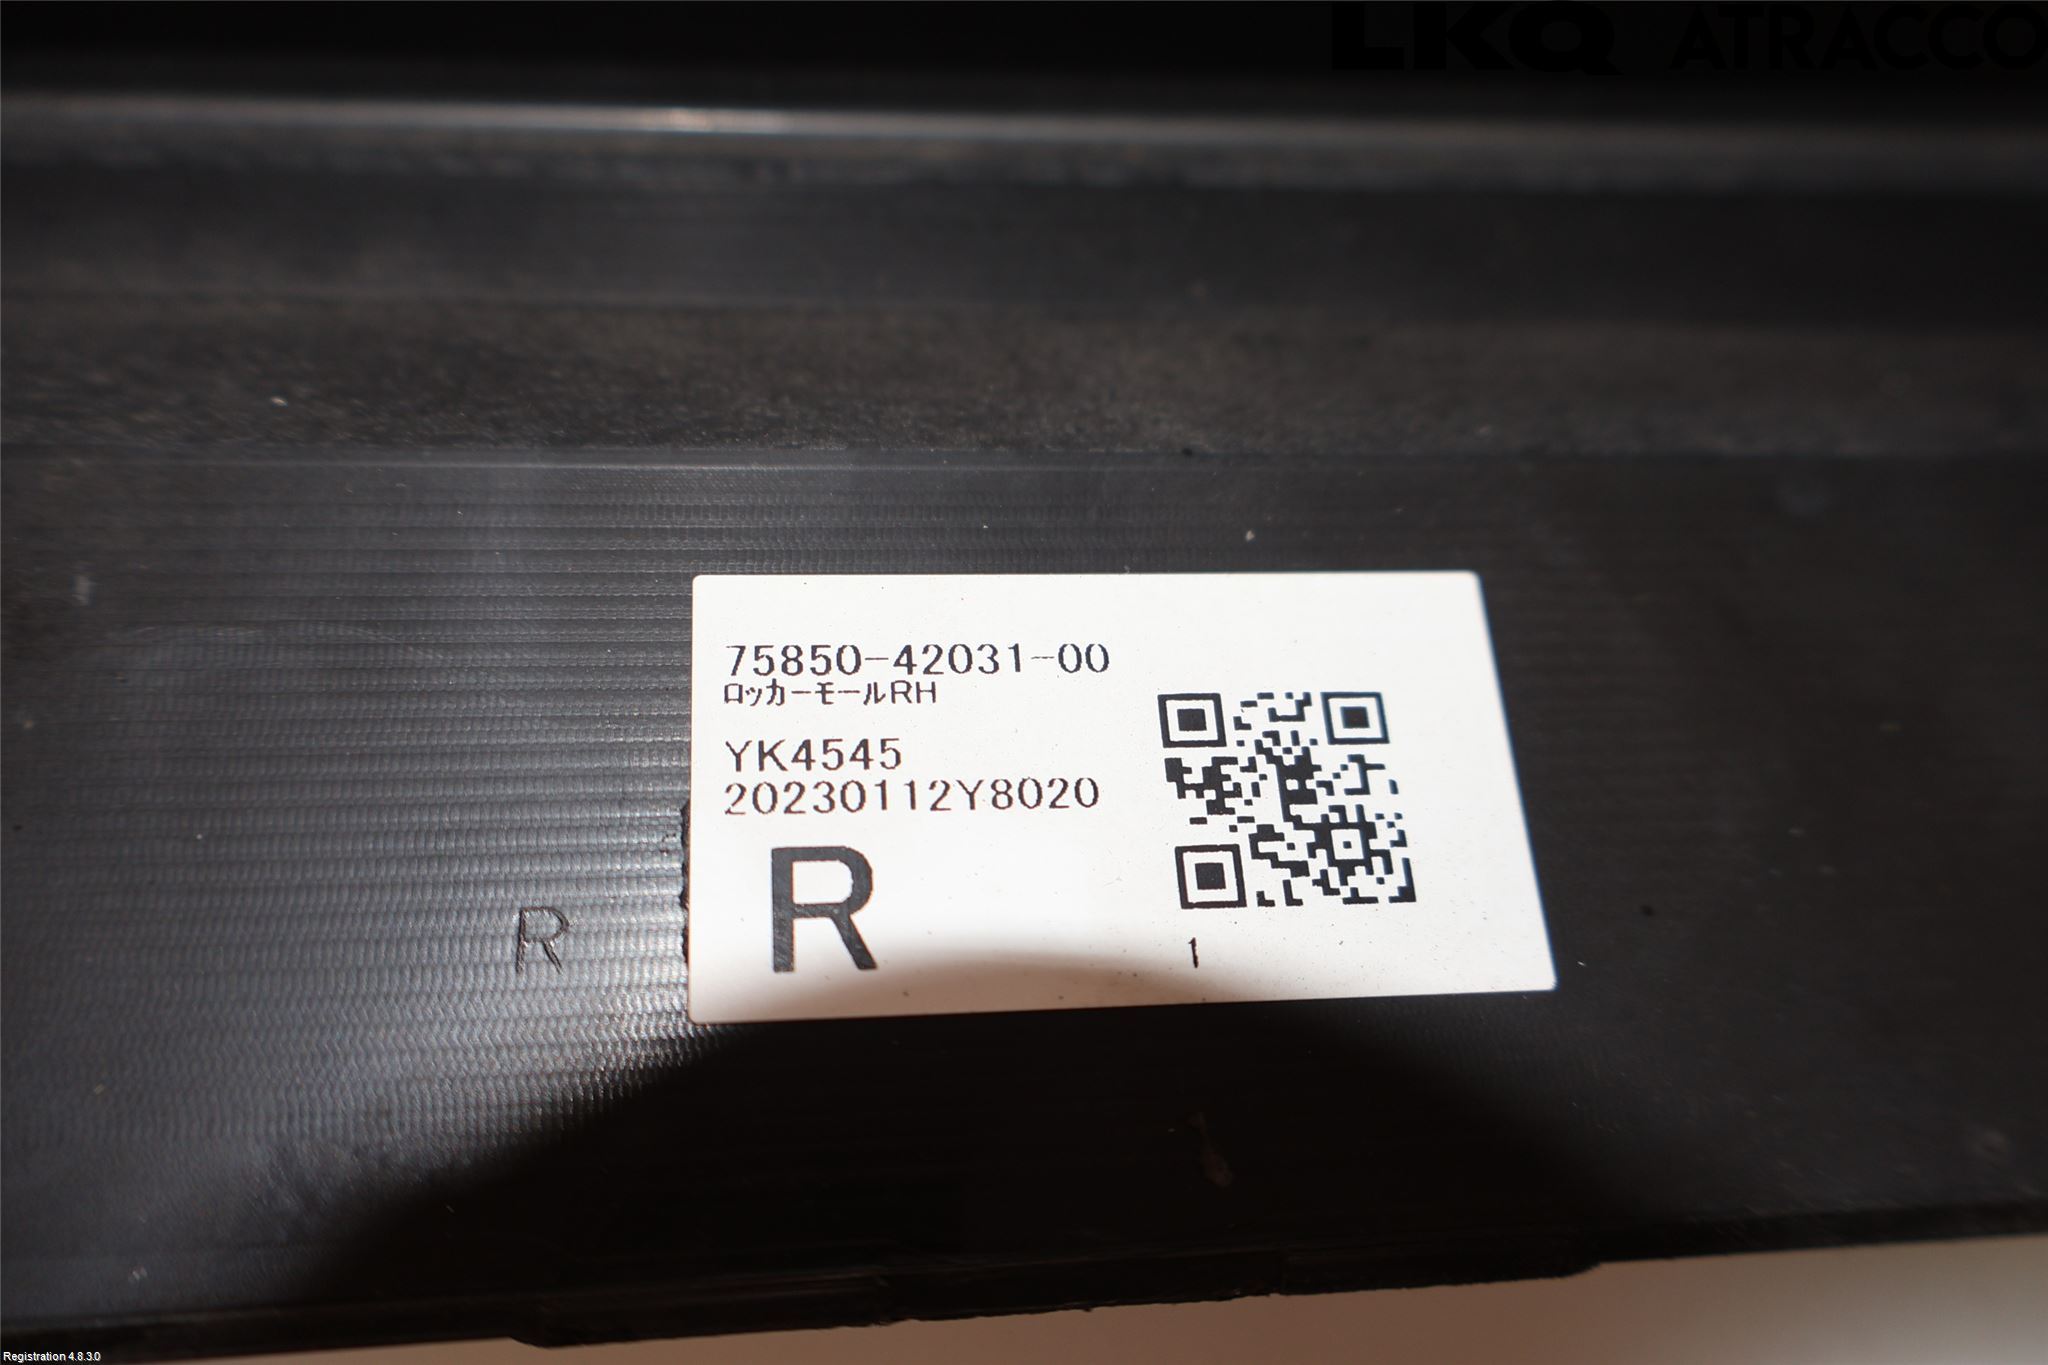 LKQ ATRACCO
75850-42031-00
ロッカーモールRH
YK4545
20230112Y8020
R
R
1
Registration 4.8.3.0